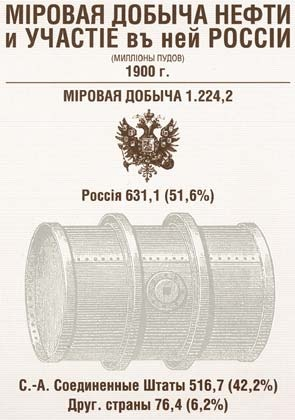 МІРОВАЯ ДОБЫЧА НЕФТИ
и УЧАСТІЕ въ ней РОССІИ
(МИЛЛІОНЫ ПУДОВ)
1900 г.
МІРОВАЯ ДОБЫЧА 1.224,2
Россія 631,1 (51,6%)
С.-А. Соединенные Штаты 516,7 (42,2%)
Друг. страны 76,4 (6,2%)